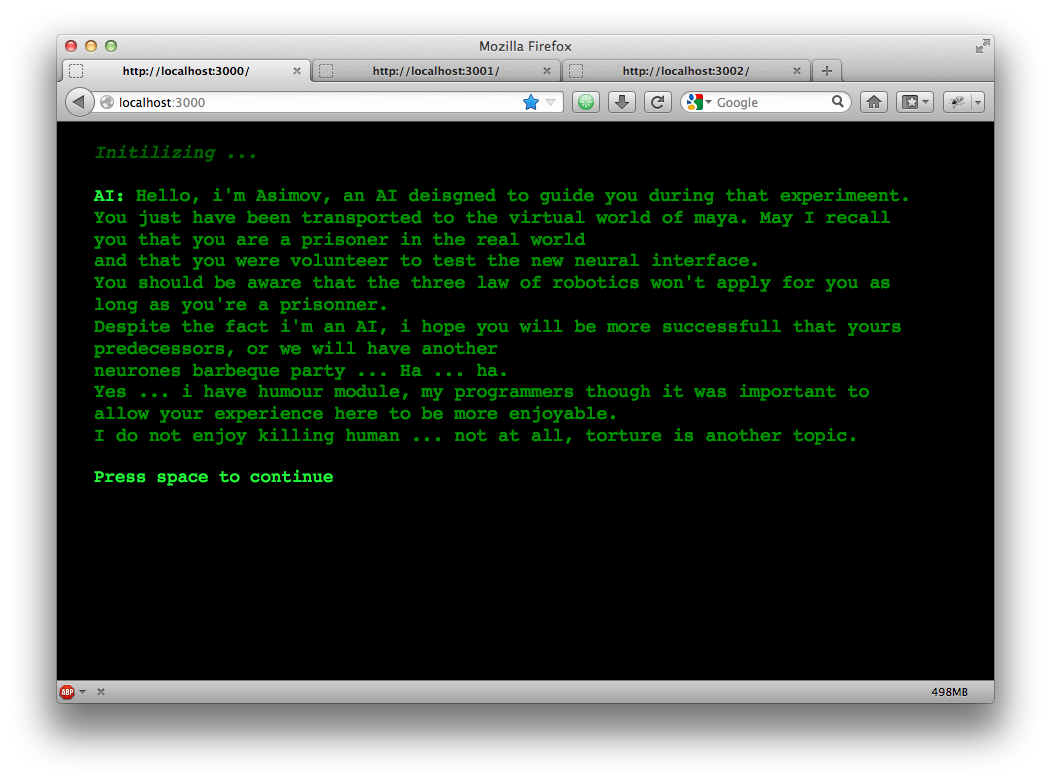 Mozilla Firefox
http://localhost:3000/
http://localhost:3001/
http://localhost:3002/
localhost:3000
Google
Initilizing ...
AI: Hello, i'm Asimov, an AI deisgned to guide you during that experimeent.
You just have been transported to the virtual world of maya. May I recall
you that you are a prisoner in the real world
and that you were volunteer to test the new neural interface.
You should be aware that the three law of robotics won't apply for you as
long as you're a prisonner.
Despite the fact i'm an AI, i hope you will be more successfull that yours
predecessors, or we will have another
neurones barbeque party ... Ha ... ha.
Yes ... i have humour module, my programmers though it was important to
allow your experience here to be more enjoyable.
I do not enjoy killing human ... not at all, torture is another topic.
Press space to continue
ABP
498MB